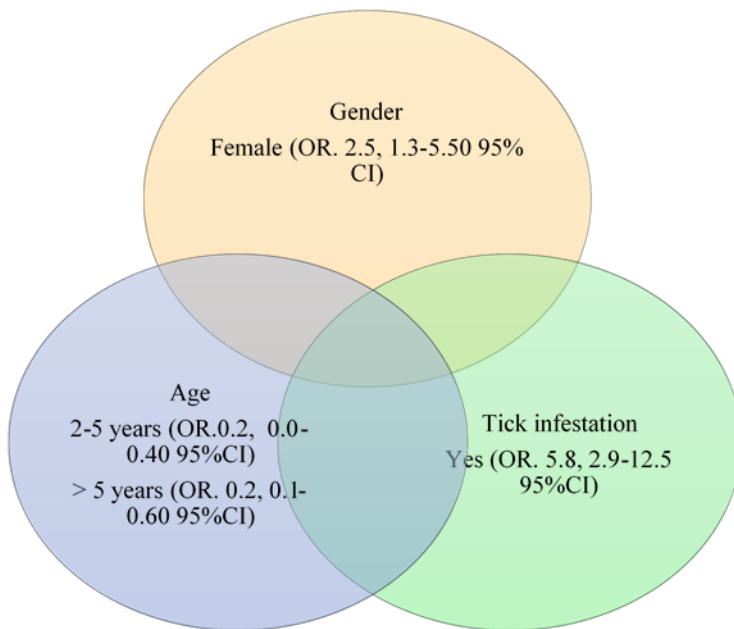 Gender
Female (OR. 2.5, 1.3-5.50 95%
CI)
Age
2-5 years (OR.0.2, 0.0-
0.40 95%CI)
> 5 years (OR. 0.2, 0.1-
0.60 95%CI)
Tick infestation
Yes (OR. 5.8, 2.9-12.5
95%CI)